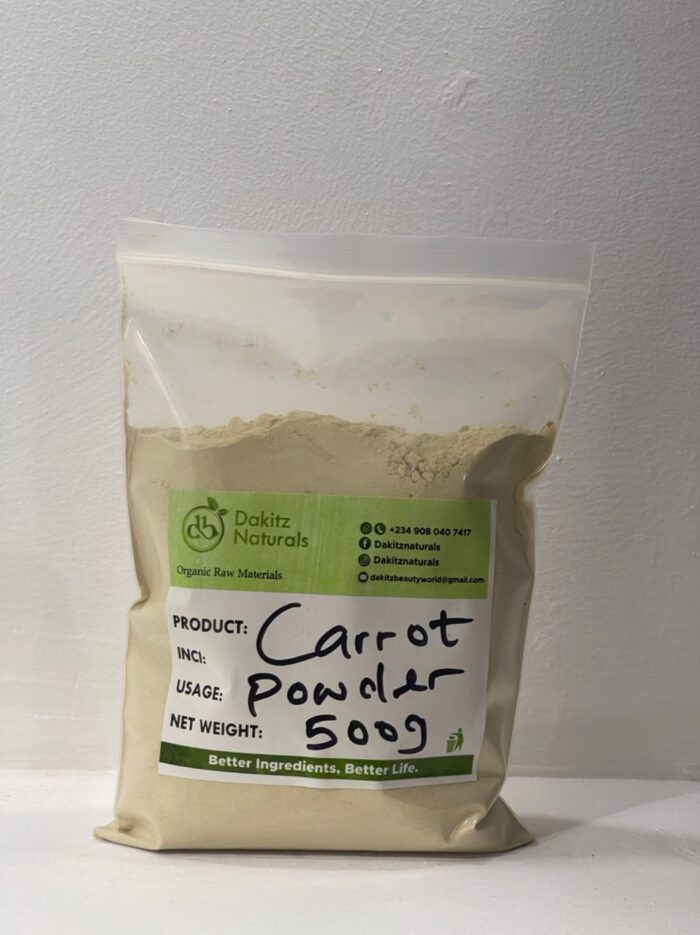 Dakitz
Naturals
Organic Raw Materials
+234 908 040 7417
Dakitznaturals
Dakitznaturals
dakitzbeautyworld@gmail.com
PRODUCT: Carrot
INCI:
USAGE: Powder
NET WEIGHT: 500g
Better Ingredients, Better Life.